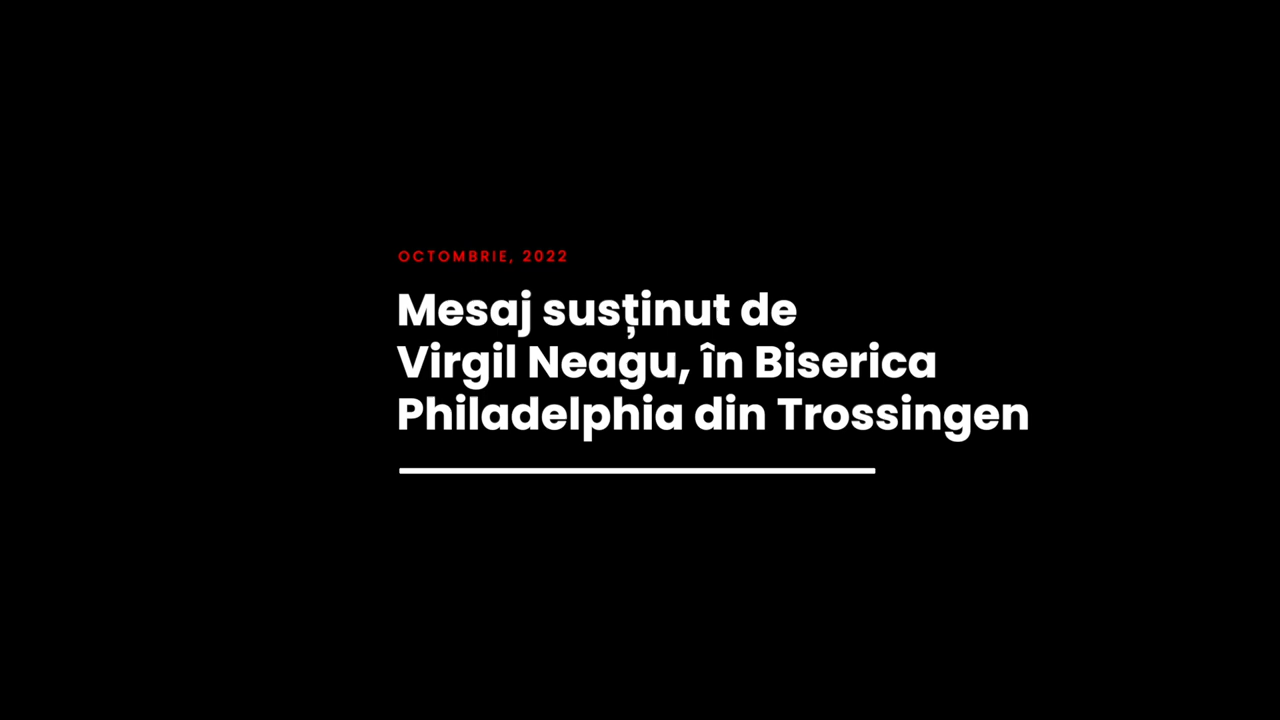 OCTOMBRIE, 2022
Mesaj susținut de
Virgil Neagu, în Biserica
Philadelphia din Trossingen